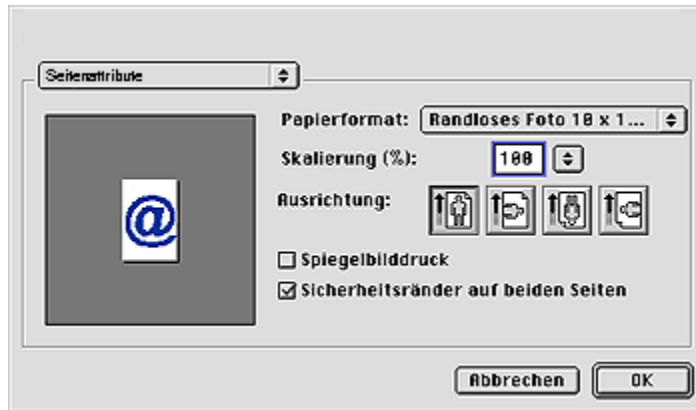 Seitenattribute
Papierformat: Randloses Foto 10 x 1...
Skalierung (%): 100
Ausrichtung:
Spiegelbilddruck
Sicherheitsränder auf beiden Seiten
@
Abbrechen OK